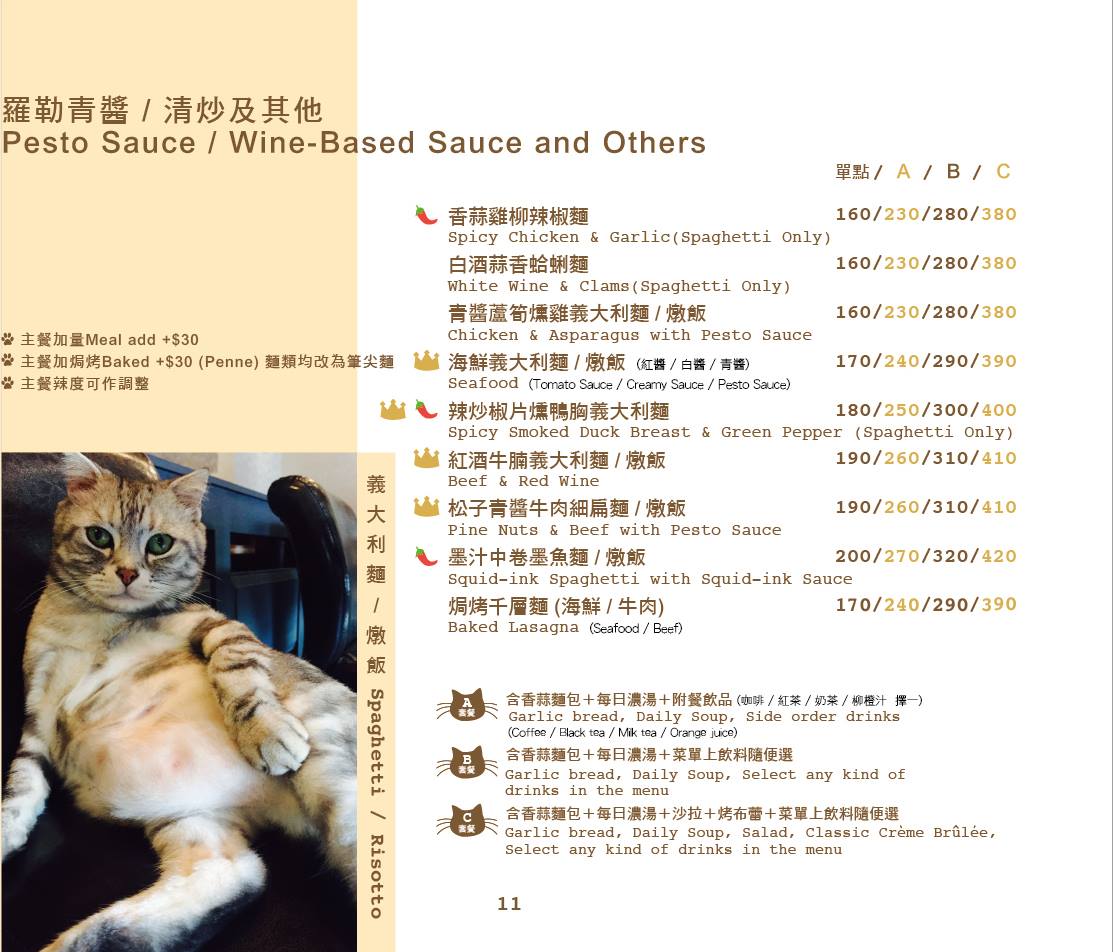 羅勒青醬 / 清炒及其他
Pesto Sauce / Wine-Based Sauce and Others
單點 / A / B / C
香蒜雞柳辣椒麵 160/230/280/380
Spicy Chicken & Garlic(Spaghetti Only)
白酒蒜香蛤蜊麵 160/230/280/380
White Wine & Clams(Spaghetti Only)
青醬蘆筍燻雞義大利麵 / 燉飯 160/230/280/380
Chicken & Asparagus with Pesto Sauce
海鮮義大利麵 / 燉飯 (紅醬 / 白醬 / 青醬) 170/240/290/390
Seafood (Tomato Sauce / Creamy Sauce / Pesto Sauce)
辣炒椒片燻鴨胸義大利麵 180/250/300/400
Spicy Smoked Duck Breast & Green Pepper (Spaghetti Only)
紅酒牛腩義大利麵 / 燉飯 190/260/310/410
Beef & Red Wine
松子青醬牛肉細扁麵 / 燉飯 190/260/310/410
Pine Nuts & Beef with Pesto Sauce
墨汁中卷墨魚麵 / 燉飯 200/270/320/420
Squid-ink Spaghetti with Squid-ink Sauce
焗烤千層麵 (海鮮 / 牛肉) 170/240/290/390
Baked Lasagna (Seafood / Beef)
主餐加量Meal add +$30
主餐加焗烤Baked +$30 (Penne) 麵類均改為筆尖麵
主餐辣度可作調整
義大利麵/燉飯 Spaghetti / Risotto
A 套餐
含香蒜麵包＋每日濃湯＋附餐飲品 (咖啡 / 紅茶 / 奶茶 / 柳橙汁 擇一)
Garlic bread, Daily Soup, Side order drinks
(Coffee / Black tea / Milk tea / Orange juice)
B 套餐
含香蒜麵包＋每日濃湯＋菜單上飲料隨便選
Garlic bread, Daily Soup, Select any kind of
drinks in the menu
C 套餐
含香蒜麵包＋每日濃湯＋沙拉＋烤布蕾＋菜單上飲料隨便選
Garlic bread, Daily Soup, Salad, Classic Crème Brûlée,
Select any kind of drinks in the menu
11